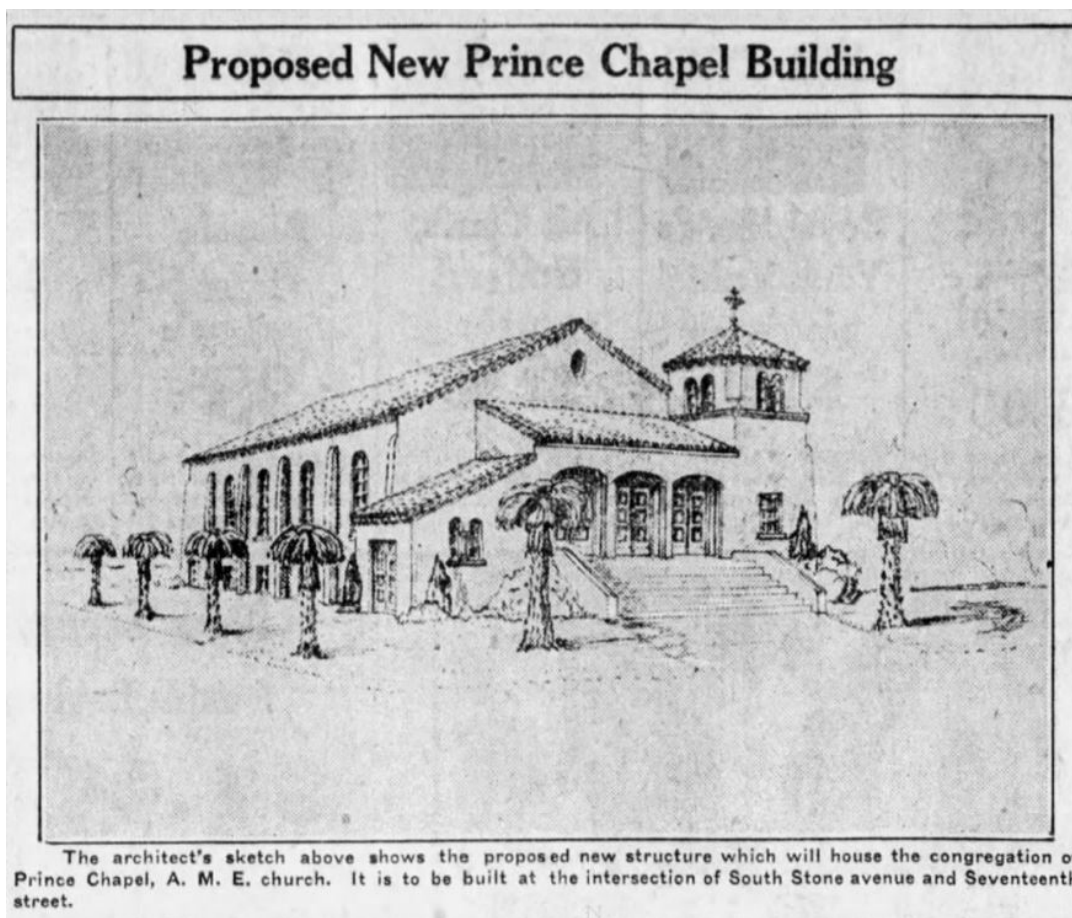 Proposed New Prince Chapel Building
The architect's sketch above shows the proposed new structure which will house the congregation o
Prince Chapel, A. M. E. church. It is to be built at the intersection of South Stone avenue and Seventeenth
street.